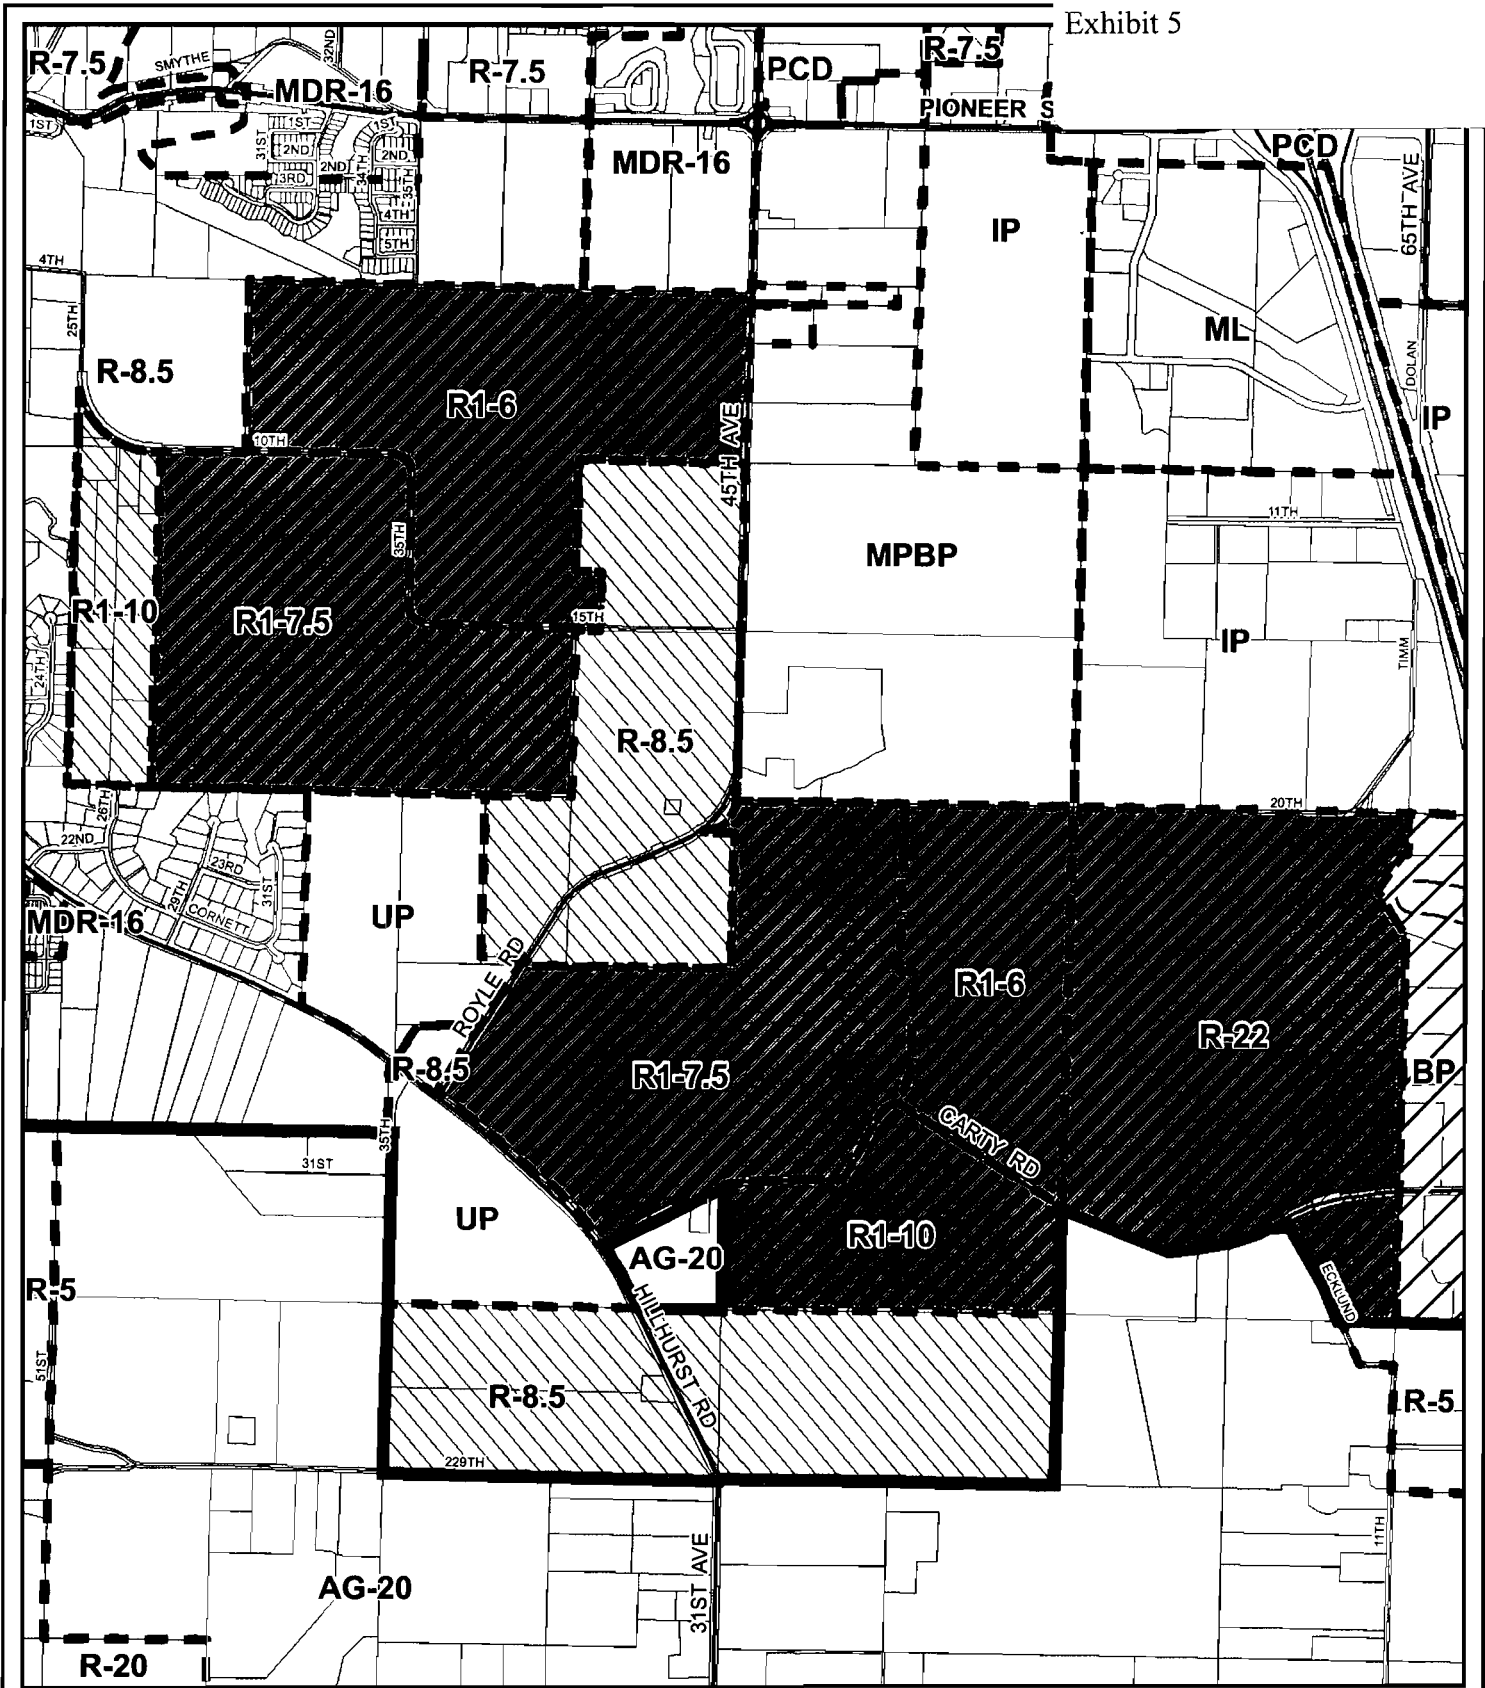 Exhibit 5
R-7.5
SMYTHE
32ND
MDR-16
R-7.5
PCD
R-7.5
PIONEER S
1ST
1ST
1ST
31ST
2ND
2ND
2ND
34TH
35TH
3RD
4TH
5TH
MDR-16
PCD
65TH AVE
IP
4TH
25TH
R-8.5
ML
DOLAN
R1-6
45TH AVE
IP
10TH
35TH
11TH
MPBP
R1-10
R1-7.5
15TH
IP
TIMM
24TH
R-8.5
26TH
20TH
22ND
23RD
29TH
31ST
CORNETT
MDR-16
UP
ROYLE RD
R1-6
R-22
R-8.5
R1-7.5
BP
CARTY RD
35TH
31ST
UP
R1-10
AG-20
R-5
ECKLUND
HILLHURST RD
51ST
R-8.5
R-5
229TH
11TH
31ST AVE
AG-20
R-20